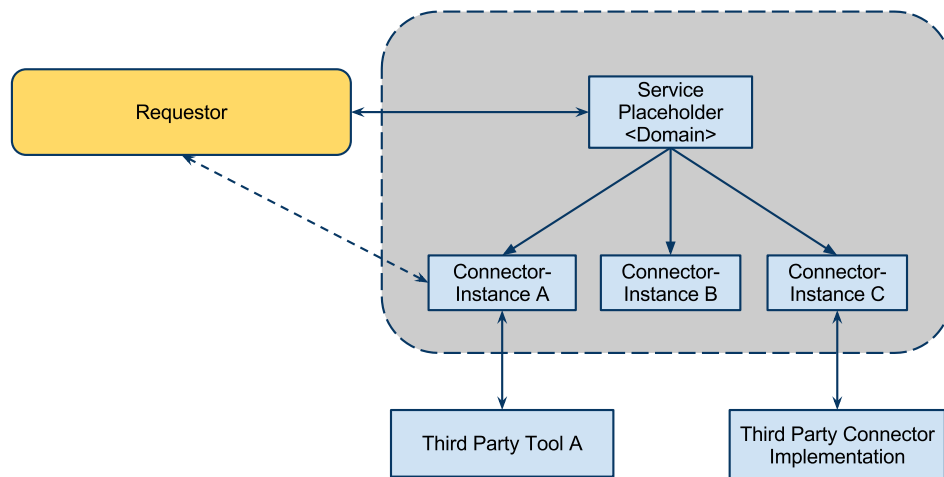 Requestor
Service
Placeholder
<Domain>
Connector-
Instance A
Connector-
Instance B
Connector-
Instance C
Third Party Tool A
Third Party Connector
Implementation